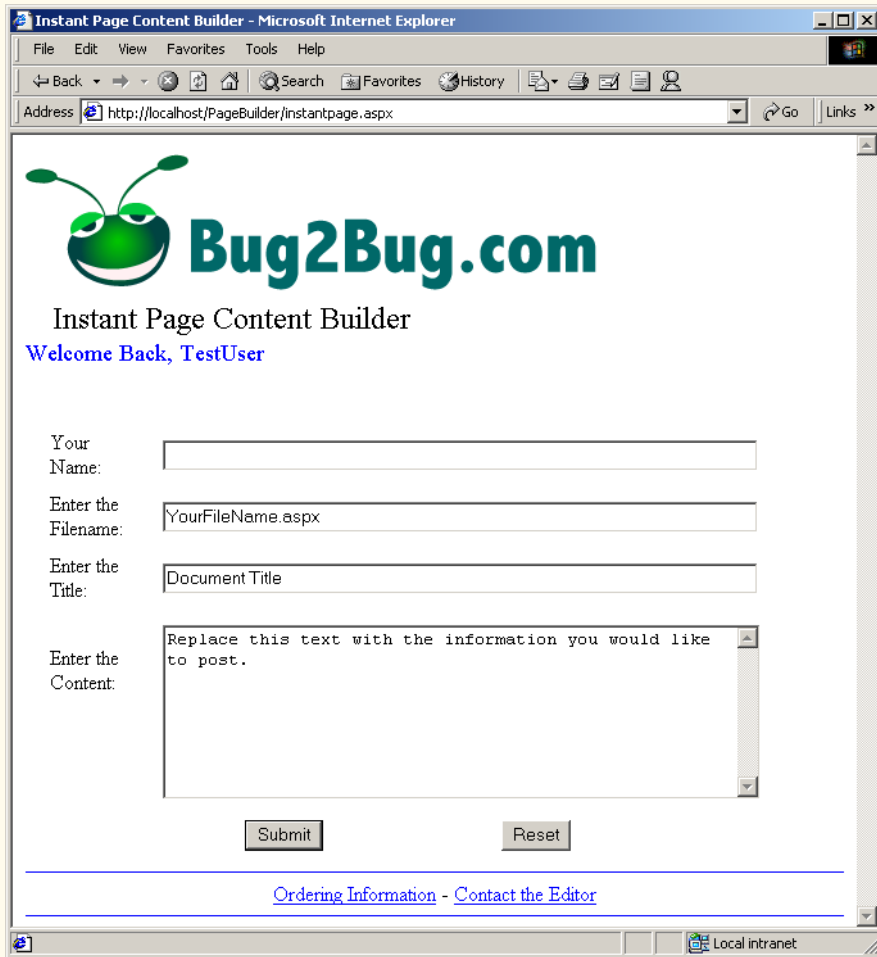 Instant Page Content Builder - Microsoft Internet Explorer
File Edit View Favorites Tools Help
Back Search Favorites History
Address http://localhost/PageBuilder/instantpage.aspx Go Links »
Bug2Bug.com
Instant Page Content Builder
Welcome Back, TestUser
Your
Name:
Enter the
Filename:
YourFileName.aspx
Enter the
Title:
Document Title
Enter the
Content:
Replace this text with the information you would like
to post.
Submit Reset
Ordering Information - Contact the Editor
Local intranet